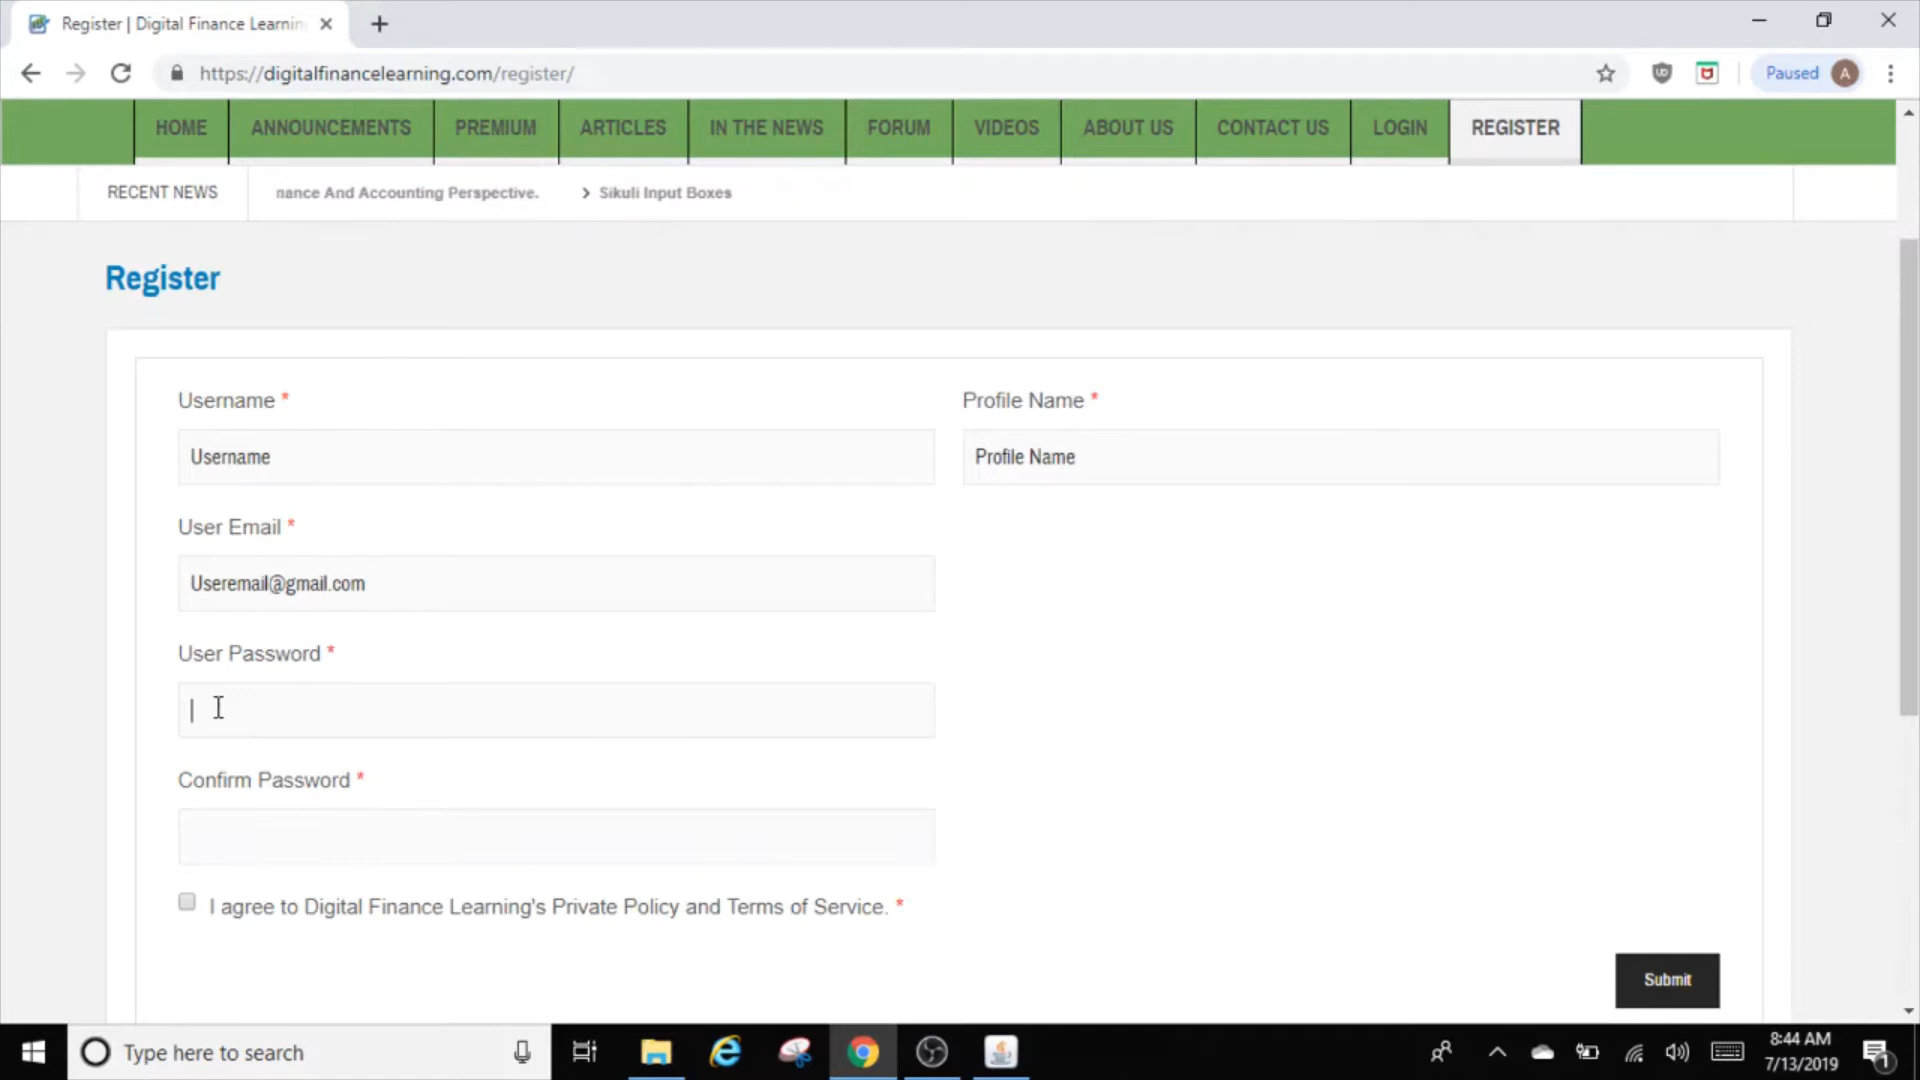 Register | Digital Finance Learnin
https://digitalfinancelearning.com/register/
Paused A
HOME ANNOUNCEMENTS PREMIUM ARTICLES IN THE NEWS FORUM VIDEOS ABOUT US CONTACT US LOGIN REGISTER
RECENT NEWS nance And Accounting Perspective. > Sikuli Input Boxes
Register
Username * Profile Name *
Username Profile Name
User Email *
Useremail@gmail.com
User Password *
Confirm Password *
I agree to Digital Finance Learning's Private Policy and Terms of Service. *
Submit
Type here to search
8:44 AM
7/13/2019
1